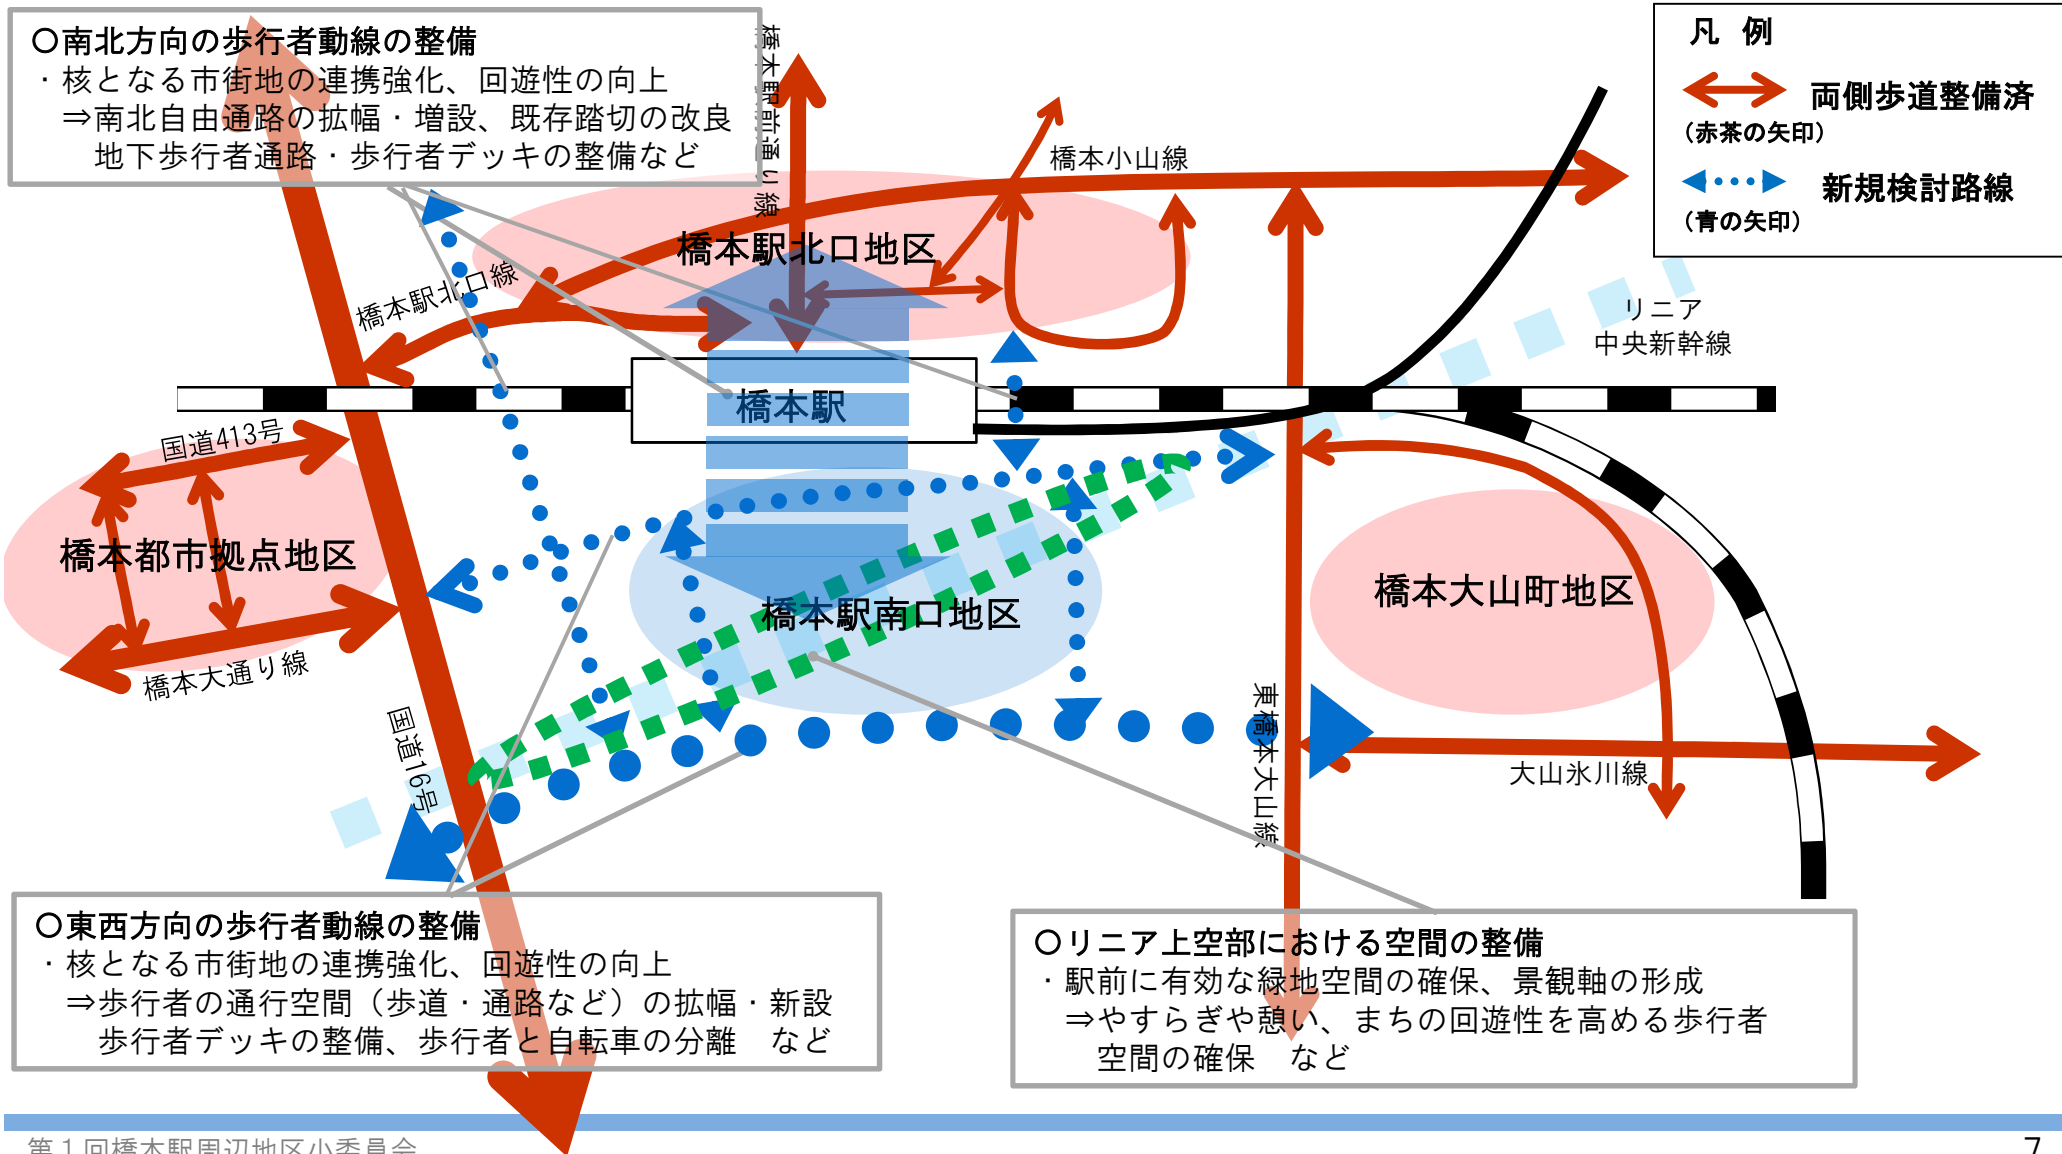 〇南北方向の歩行者動線の整備
・核となる市街地の連携強化、回遊性の向上
⇒南北自由通路の拡幅・増設、既存踏切の改良
地下歩行者通路・歩行者デッキの整備など
橋本駅前通り線
凡 例
両側歩道整備済
（赤茶の矢印）
新規検討路線
（青の矢印）
橋本小山線
橋本駅北口地区
橋本駅北口線
リニア
中央新幹線
橋本駅
国道413号
橋本都市拠点地区
橋本大山町地区
橋本駅南口地区
橋本大通り線
国道16号
東橋本大山線
大山氷川線
〇東西方向の歩行者動線の整備
・核となる市街地の連携強化、回遊性の向上
⇒歩行者の通行空間（歩道・通路など）の拡幅・新設
歩行者デッキの整備、歩行者と自転車の分離　など
〇リニア上空部における空間の整備
・駅前に有効な緑地空間の確保、景観軸の形成
⇒やすらぎや憩い、まちの回遊性を高める歩行者
空間の確保　など
第１回橋本駅周辺地区小委員会
7